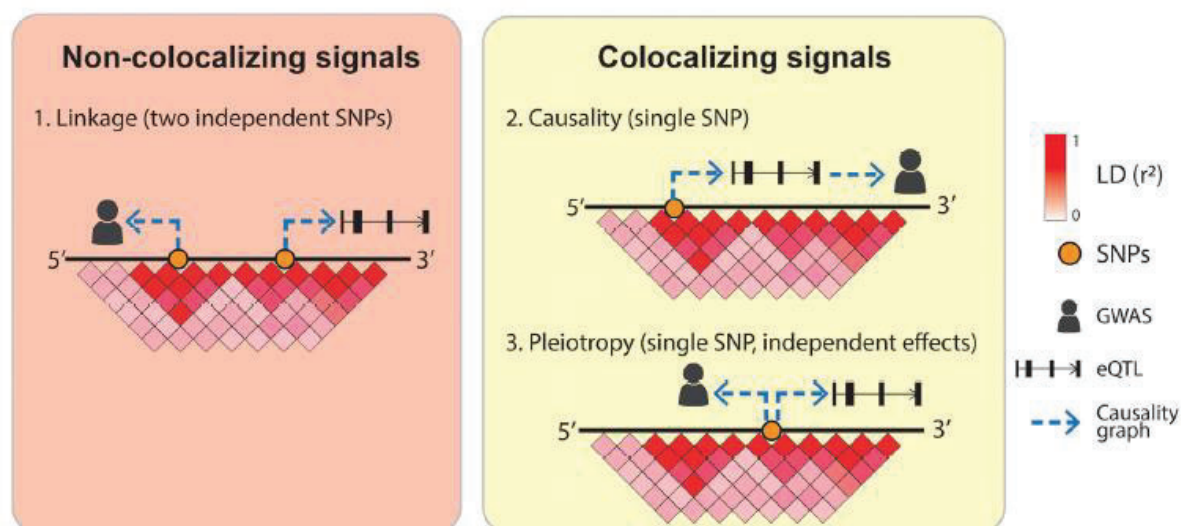 Non-colocalizing signals
1. Linkage (two independent SNPs)
5′
3′
Colocalizing signals
2. Causality (single SNP)
5′
3′
3. Pleiotropy (single SNP, independent effects)
5′
3′
1
LD (r²)
0
SNPs
GWAS
eQTL
Causality
graph